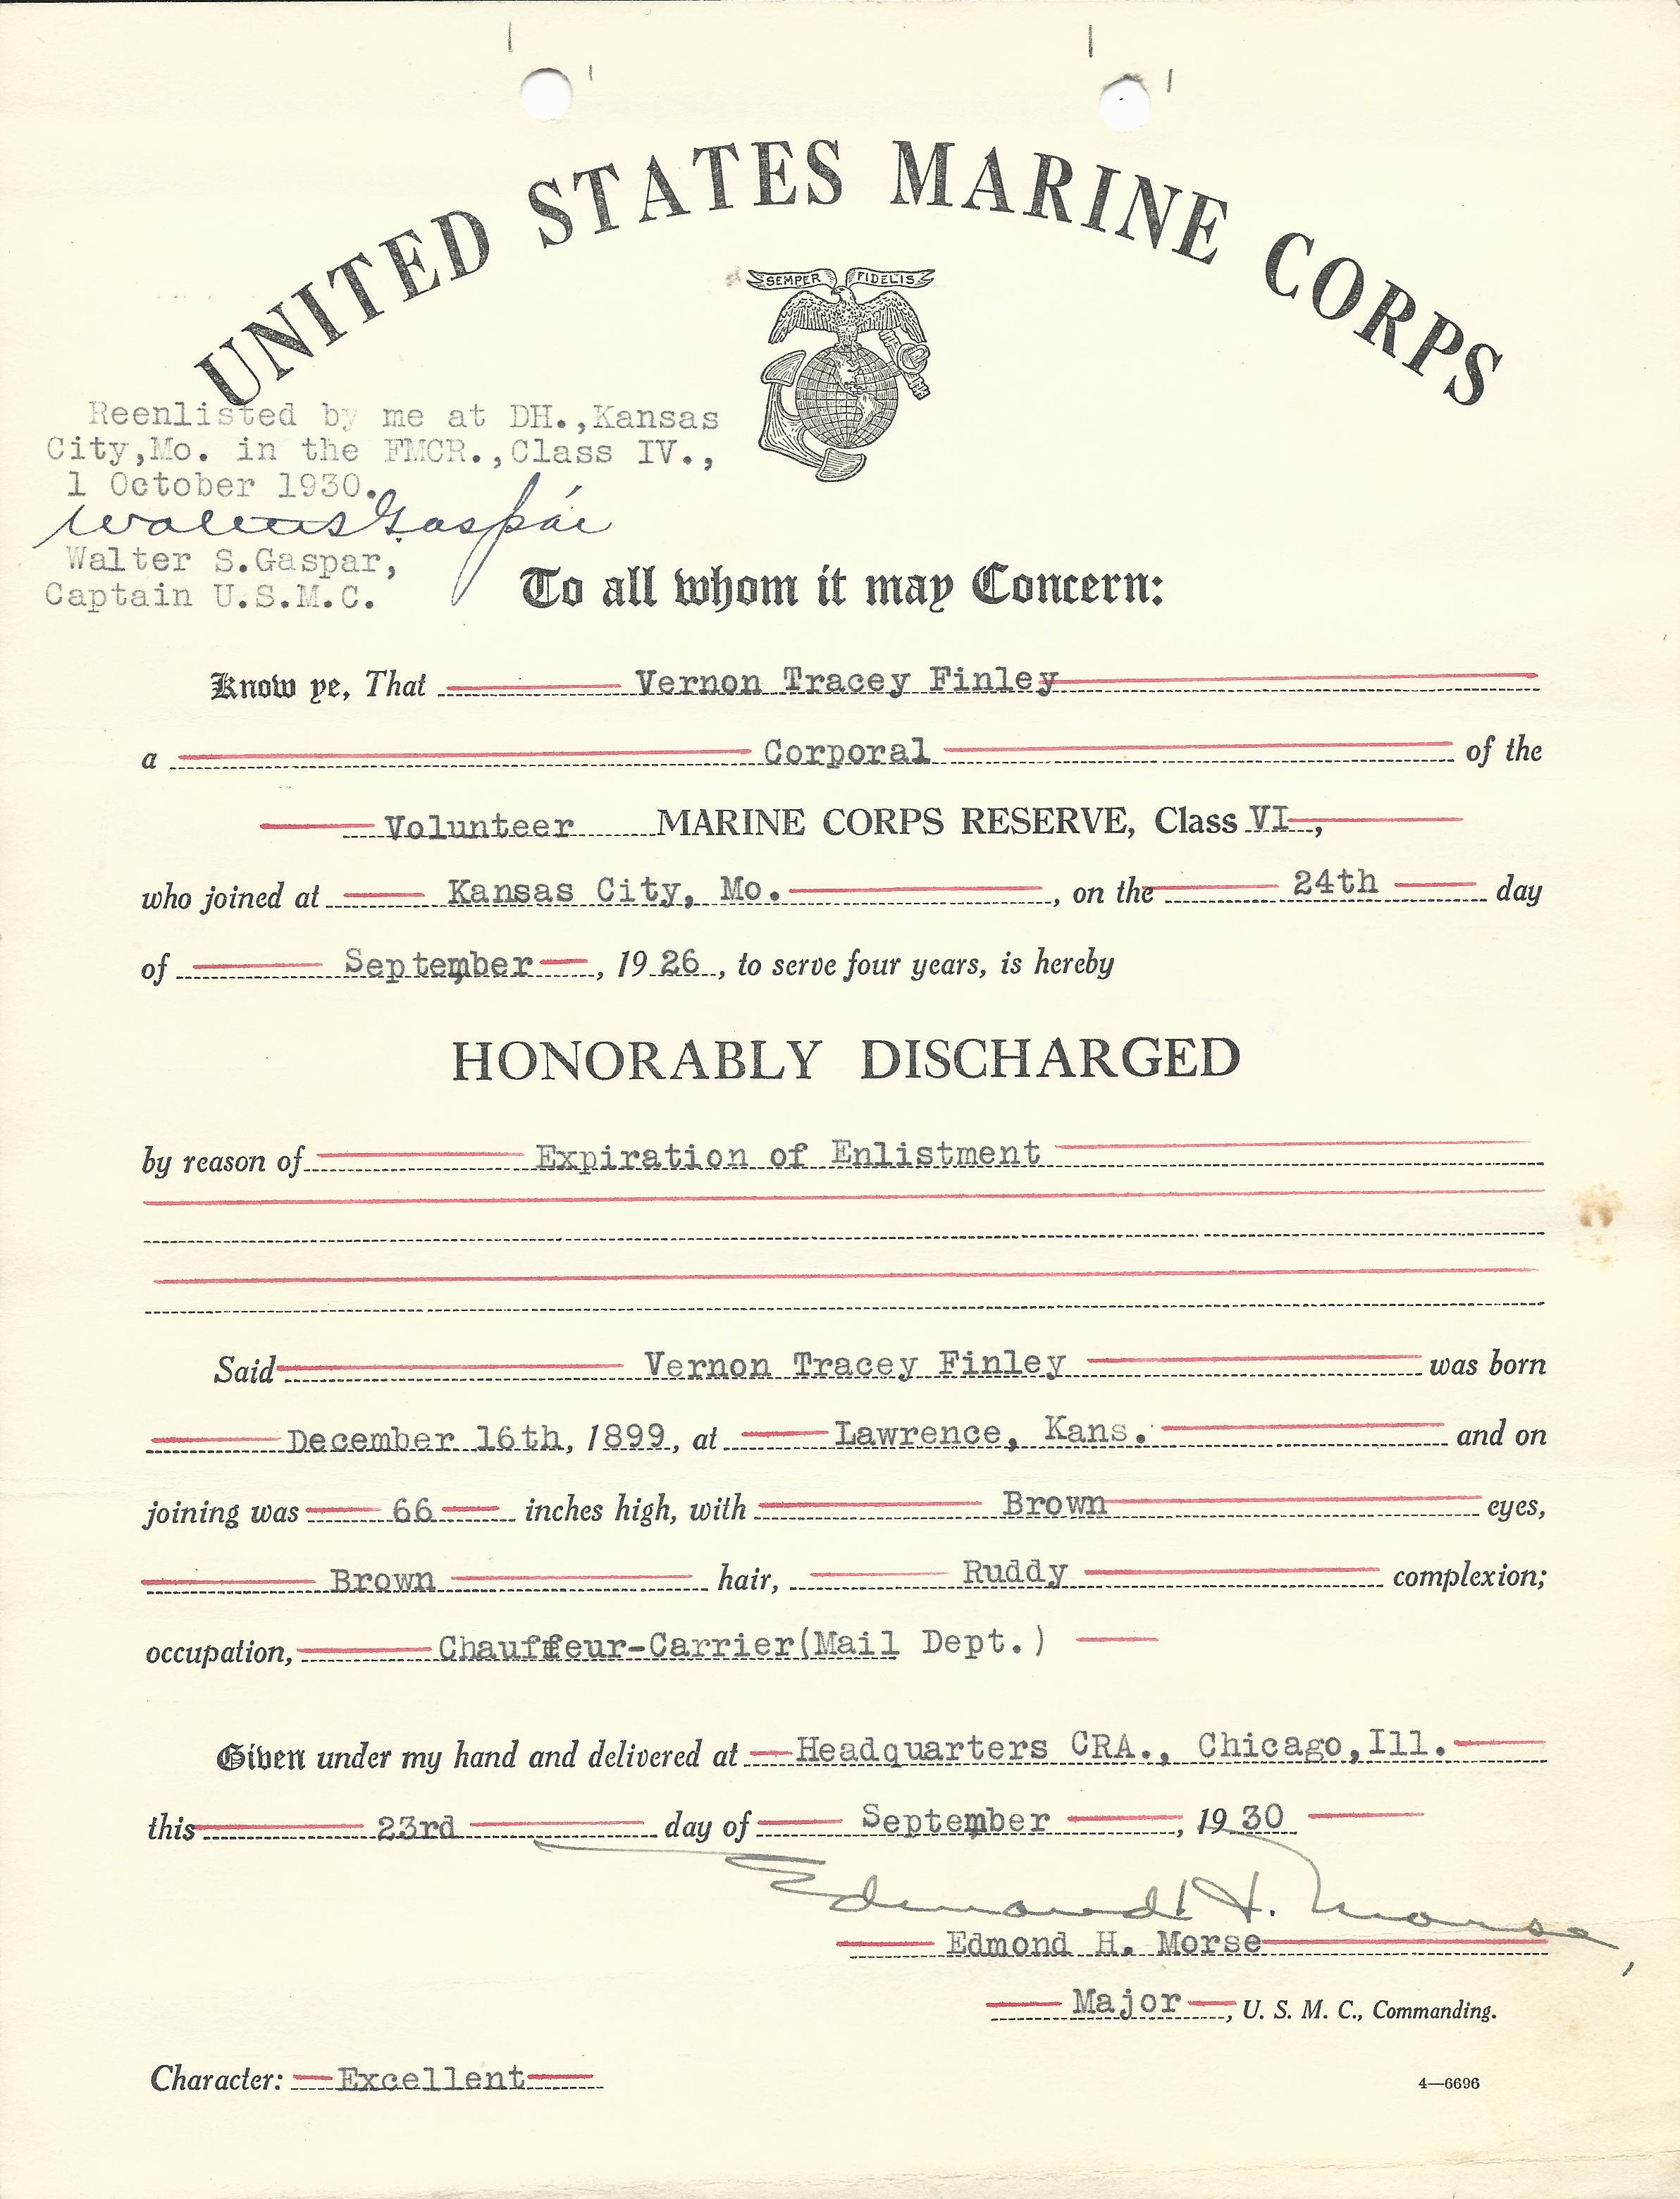 UNITED STATES MARINE CORPS
SEMPER FIDELIS
Reenlisted by me at DH.,Kansas
City,Mo. in the FMCR.,Class IV.,
1 October 1930.
Walter S Gaspar
Walter S.Gaspar,
Captain U.S.M.C.
To all whom it may Concern:
Know ye, That Vernon Tracey Finley
a Corporal of the
Volunteer MARINE CORPS RESERVE, Class VI,
who joined at Kansas City, Mo., on the 24th day
of September, 1926, to serve four years, is hereby
HONORABLY DISCHARGED
by reason of Expiration of Enlistment
Said Vernon Tracey Finley was born
December 16th, 1899, at Lawrence, Kans. and on
joining was 66 inches high, with Brown eyes,
Brown hair, Ruddy complexion;
occupation, Chauffeur-Carrier(Mail Dept.)
Given under my hand and delivered at Headquarters CRA., Chicago,Ill.
this 23rd day of September, 1930
Edmond H. Morse,
Edmond H. Morse
Major, U. S. M. C., Commanding.
Character: Excellent
4—6696